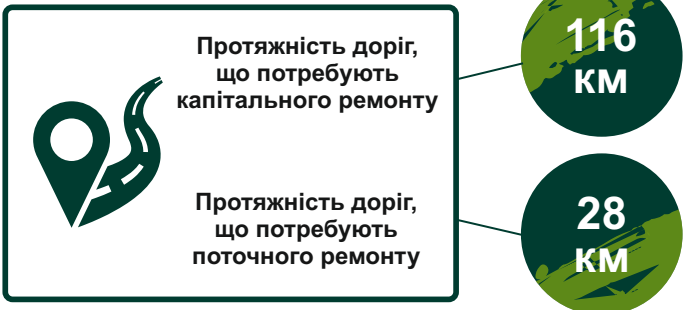 Протяжність доріг,
що потребують
капітального ремонту
116
км
Протяжність доріг,
що потребують
поточного ремонту
28
км